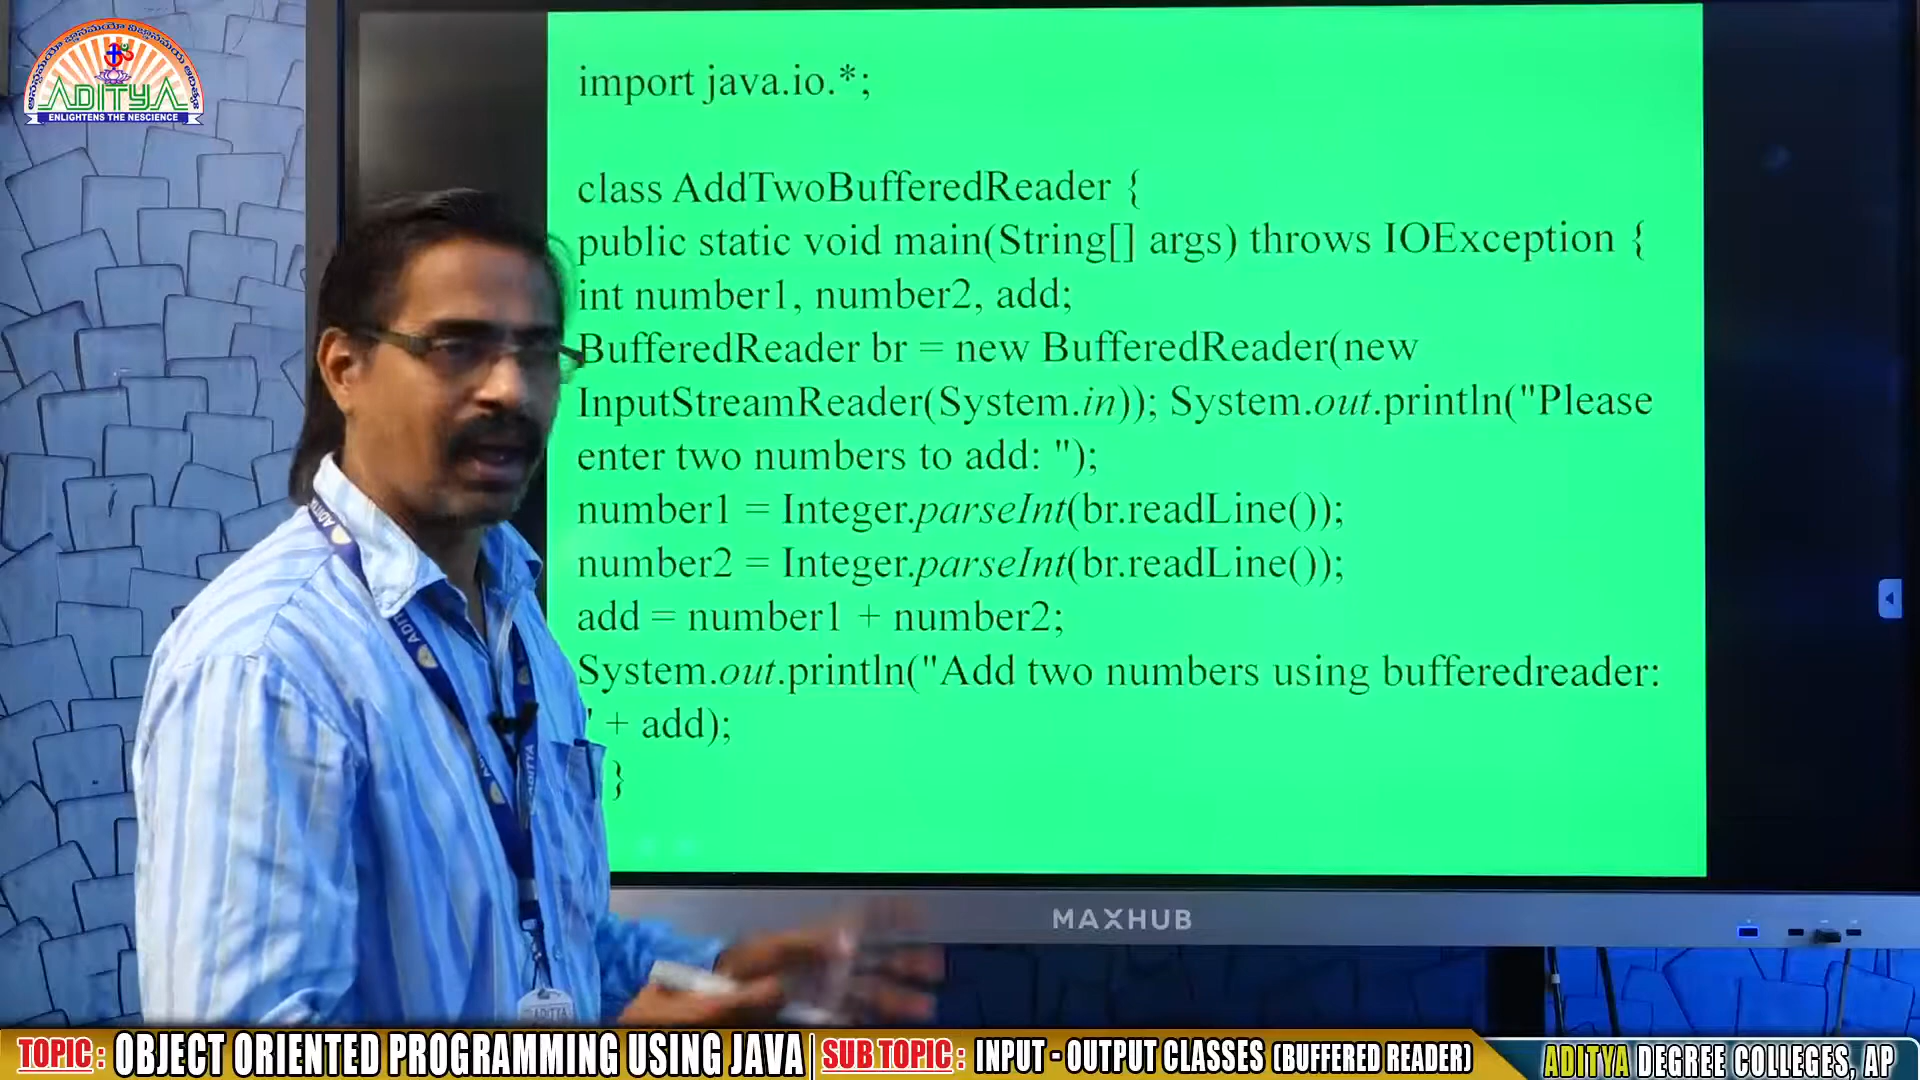 ADITYA
ENLIGHTENS THE NESCIENCE
import java.io.*;
class AddTwoBufferedReader {
public static void main(String[] args) throws IOException {
int number1, number2, add;
BufferedReader br = new BufferedReader(new
InputStreamReader(System.in)); System.out.println("Please
enter two numbers to add: ");
number1 = Integer.parseInt(br.readLine());
number2 = Integer.parseInt(br.readLine());
add = number1 + number2;
System.out.println("Add two numbers using bufferedreader:
" + add);
}
MAXHUB
TOPIC : OBJECT ORIENTED PROGRAMMING USING JAVA | SUB TOPIC : INPUT - OUTPUT CLASSES (BUFFERED READER)
ADITYA DEGREE COLLEGES, AP